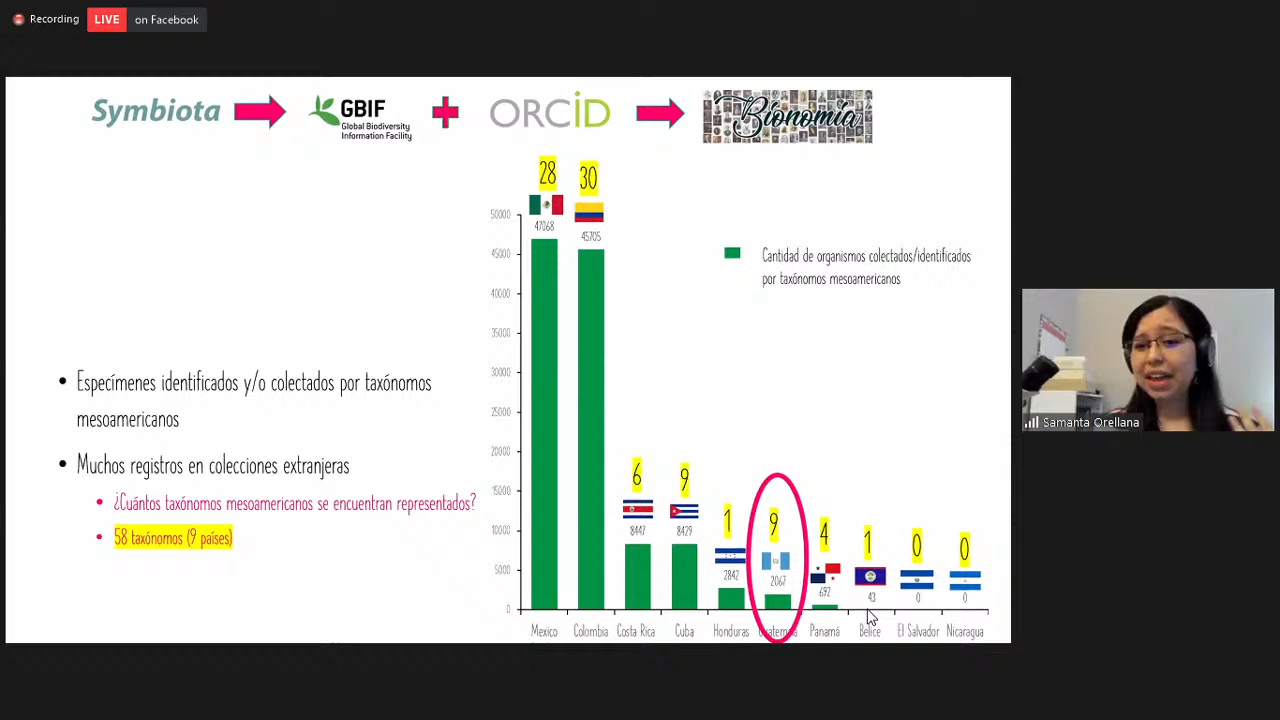 Recording
LIVE on Facebook
Symbiota
GBIF
Global Biodiversity
Information Facility
+
ORCID
Bionomia
28
30
50000
47068
45705
45000
40000
35000
30000
25000
20000
15000
10000
5000
0
Cantidad de organismos colectados/identificados
por taxónomos mesoamericanos
• Especímenes identificados y/o colectados por taxónomos
mesoamericanos
• Muchos registros en colecciones extranjeras
• ¿Cuántos taxónomos mesoamericanos se encuentran representados?
• 58 taxónomos (9 países)
6
9
1
9
4
1
0
0
8447
8429
2842
2067
692
43
0
0
Mexico Colombia Costa Rica Cuba Honduras Guatemala Panamá Belice El Salvador Nicaragua
Samanta Orellana